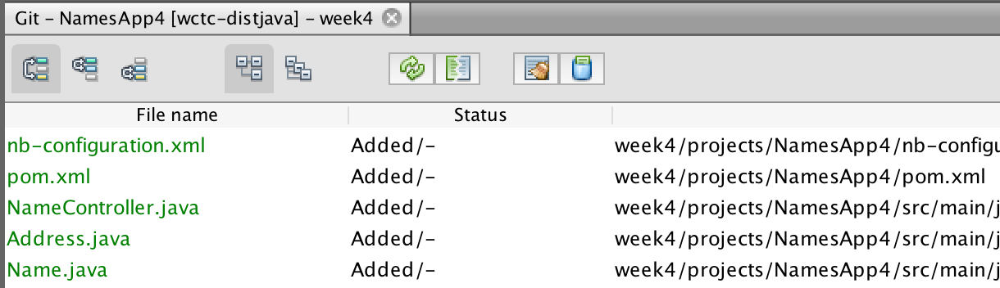 Git - NamesApp4 [wctc-distjava] - week4
File name Status
nb-configuration.xml Added/- week4/projects/NamesApp4/nb-configu
pom.xml Added/- week4/projects/NamesApp4/pom.xml
NameController.java Added/- week4/projects/NamesApp4/src/main/j
Address.java Added/- week4/projects/NamesApp4/src/main/j
Name.java Added/- week4/projects/NamesApp4/src/main/j